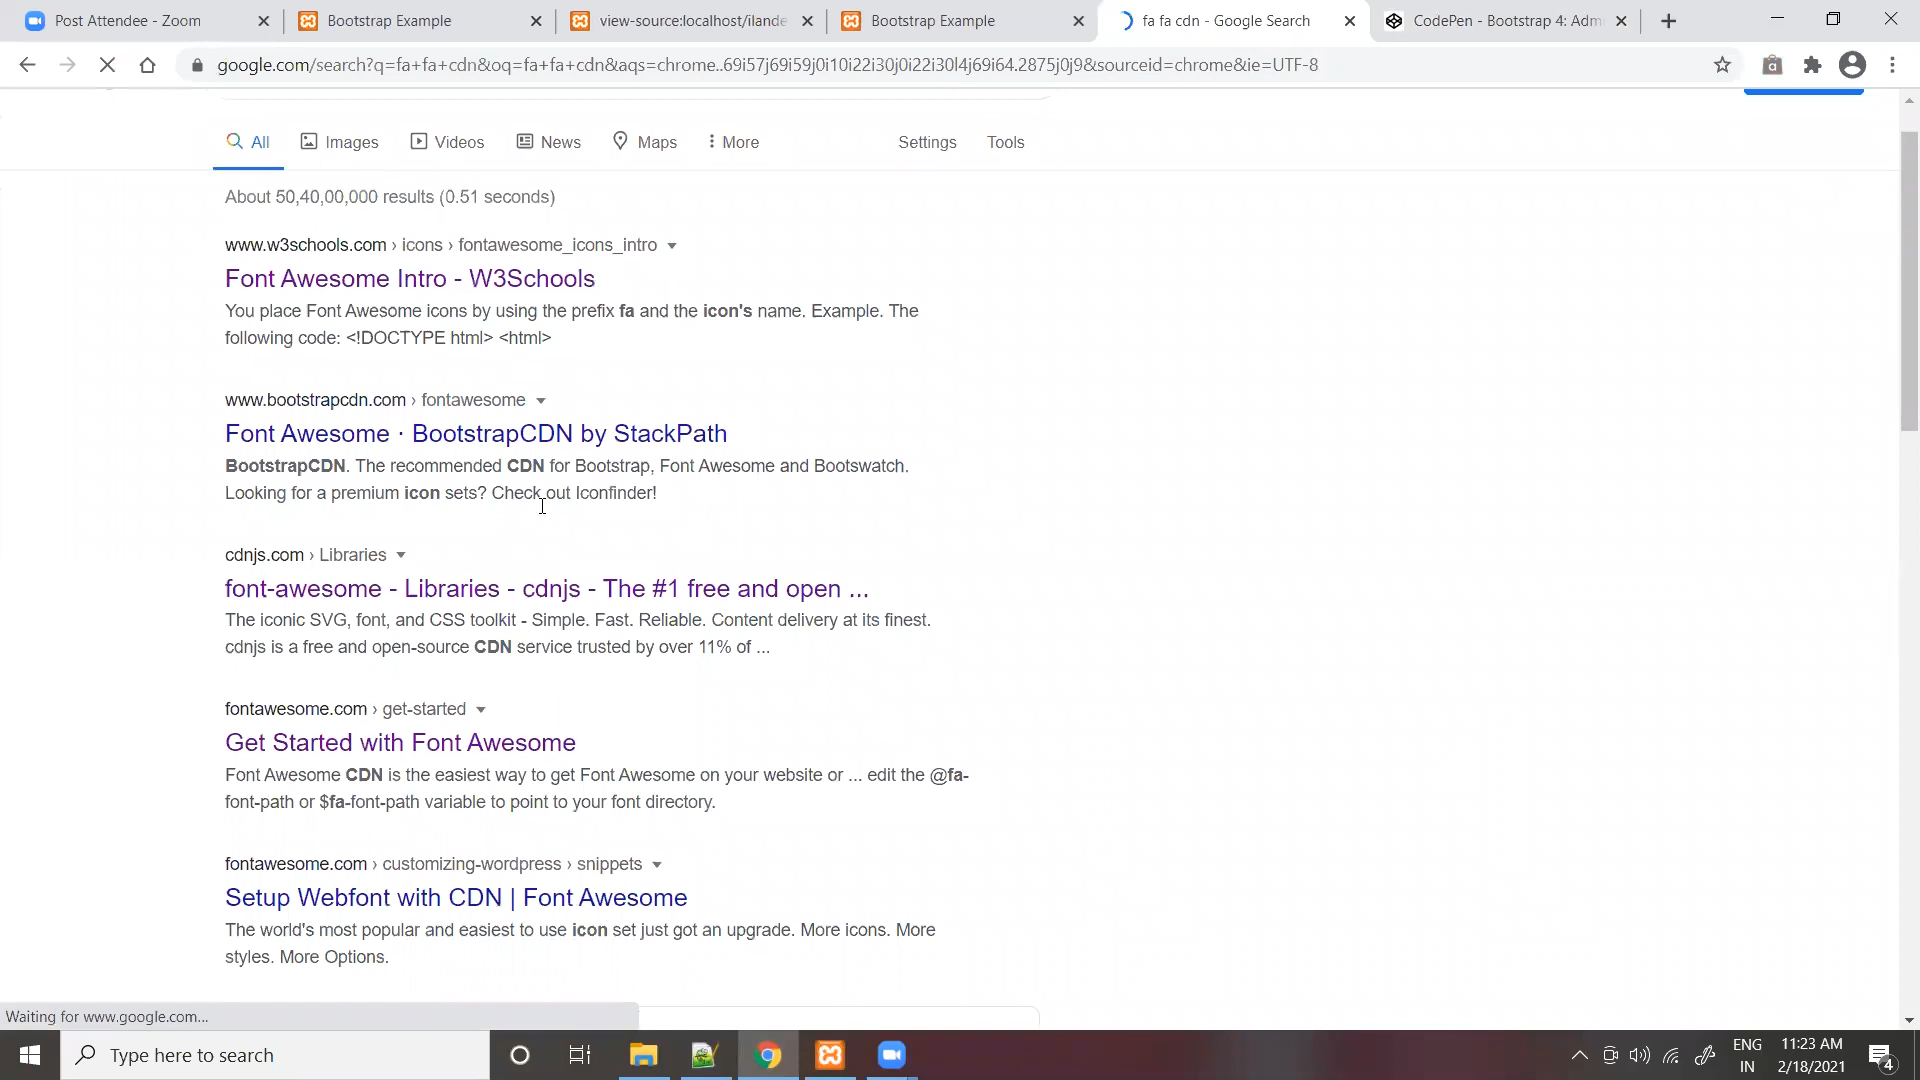 Post Attendee - Zoom
Bootstrap Example
view-source:localhost/ilande
Bootstrap Example
fa fa cdn - Google Search
CodePen - Bootstrap 4: Adm
google.com/search?q=fa+fa+cdn&oq=fa+fa+cdn&aqs=chrome..69i57j69i59j0i10i22i30j0i22i30l4j69i64.2875j0j9&sourceid=chrome&ie=UTF-8
All Images Videos News Maps More Settings Tools
About 50,40,00,000 results (0.51 seconds)
www.w3schools.com › icons › fontawesome_icons_intro
Font Awesome Intro - W3Schools
You place Font Awesome icons by using the prefix fa and the icon's name. Example. The
following code: <!DOCTYPE html> <html>
www.bootstrapcdn.com › fontawesome
Font Awesome · BootstrapCDN by StackPath
BootstrapCDN. The recommended CDN for Bootstrap, Font Awesome and Bootswatch.
Looking for a premium icon sets? Check out Iconfinder!
cdnjs.com › Libraries
font-awesome - Libraries - cdnjs - The #1 free and open ...
The iconic SVG, font, and CSS toolkit - Simple. Fast. Reliable. Content delivery at its finest.
cdnjs is a free and open-source CDN service trusted by over 11% of ...
fontawesome.com › get-started
Get Started with Font Awesome
Font Awesome CDN is the easiest way to get Font Awesome on your website or ... edit the @fa-
font-path or $fa-font-path variable to point to your font directory.
fontawesome.com › customizing-wordpress › snippets
Setup Webfont with CDN | Font Awesome
The world's most popular and easiest to use icon set just got an upgrade. More icons. More
styles. More Options.
Waiting for www.google.com...
Type here to search
ENG
IN
11:23 AM
2/18/2021
4